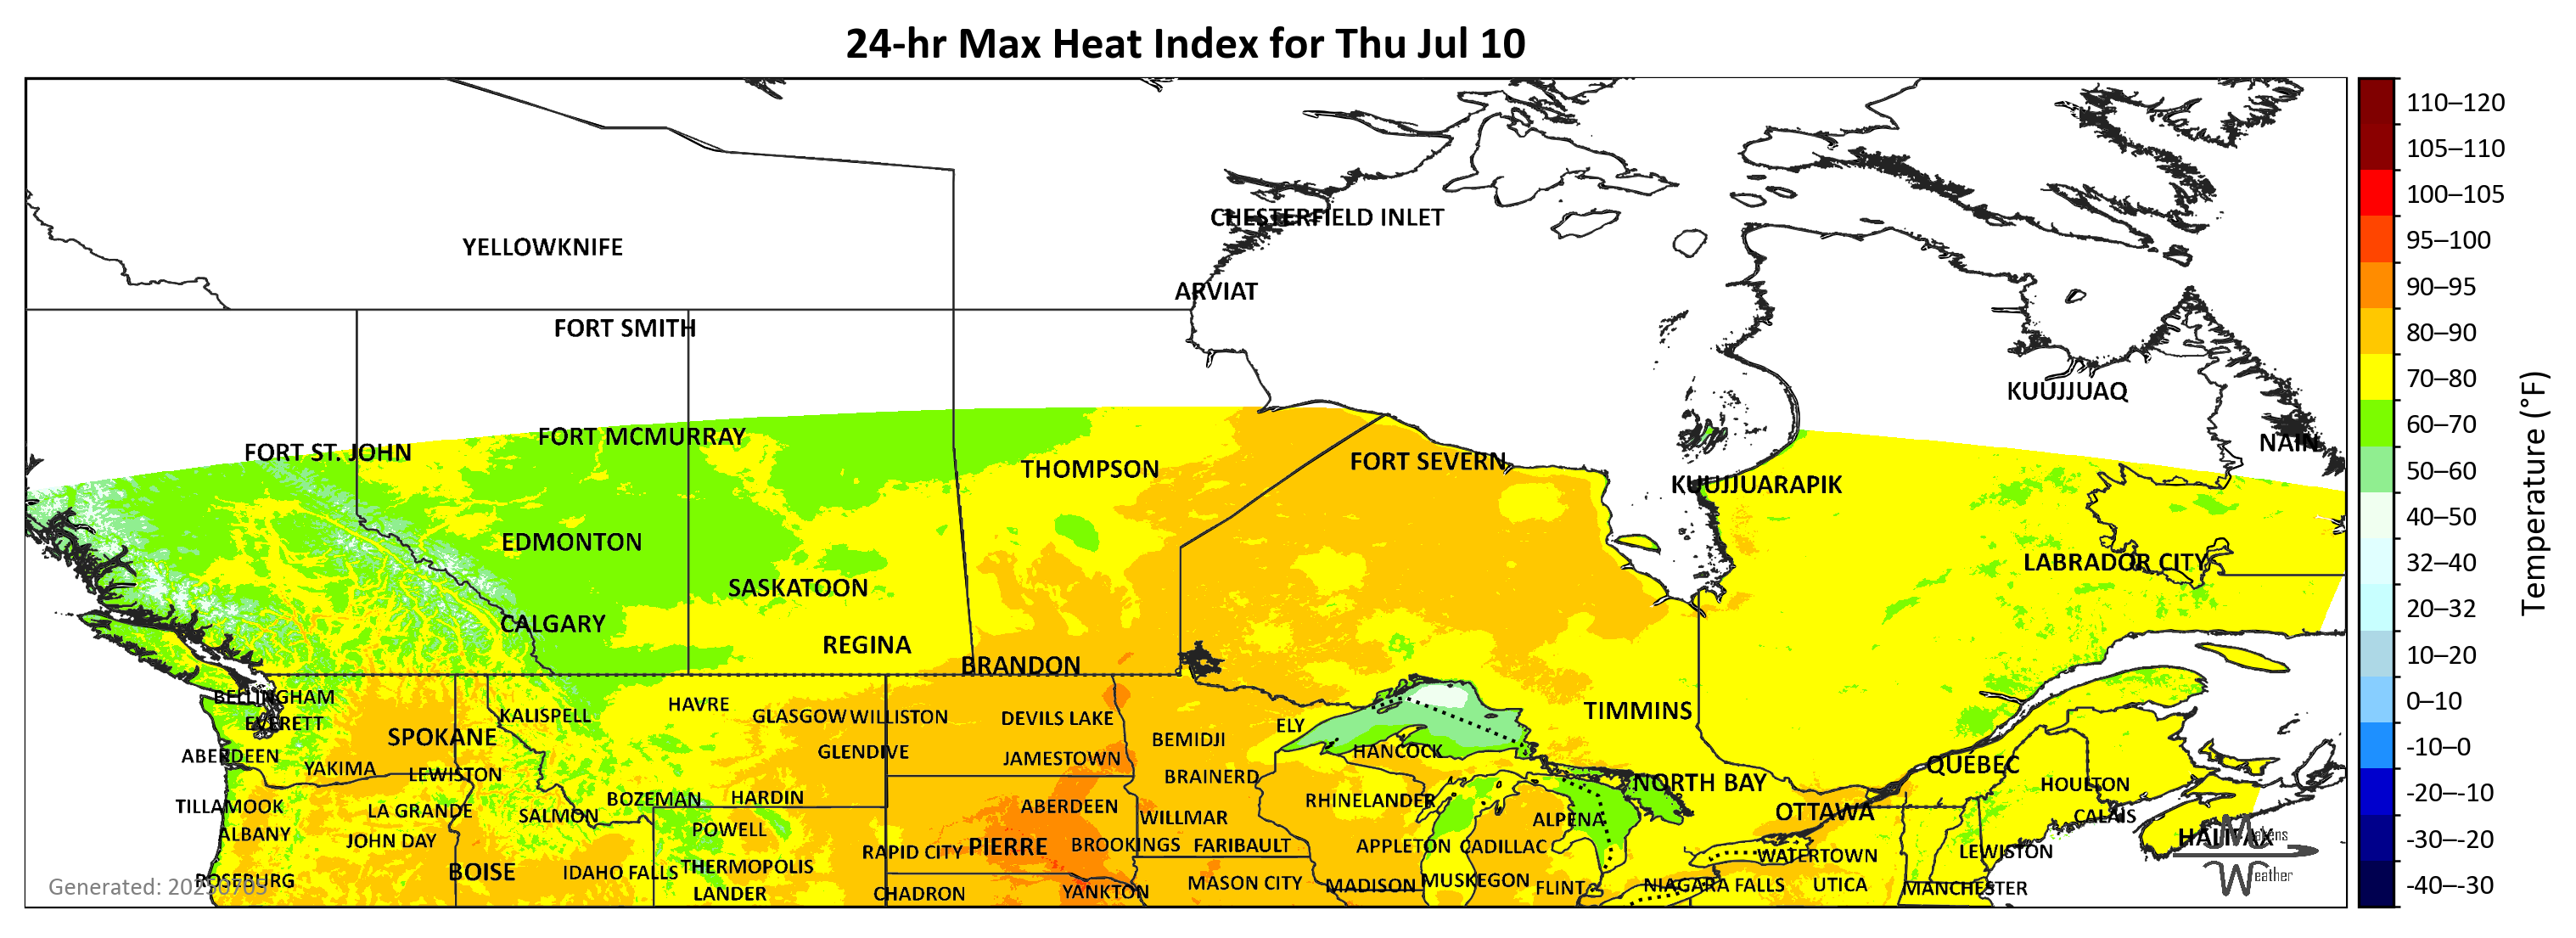 24-hr Max Heat Index for Thu Jul 10
110–120
105–110
CHESTERFIELD INLET
100–105
YELLOWKNIFE
95–100
ARVIAT
90–95
FORT SMITH
80–90
KUUJJUAQ
70–80
FORT ST. JOHN
FORT MCMURRAY
THOMPSON
FORT SEVERN
KUUJJUARAPIK
NAIN
60–70
50–60
40–50
EDMONTON
LABRADOR CITY
32–40
SASKATOON
20–32
CALGARY
REGINA
BRANDON
10–20
Temperature (°F)
BELLINGHAM
HAVRE
0–10
EVERETT
KALISPELL
GLASGOW
WILLISTON
DEVILS LAKE
ELY
TIMMINS
SPOKANE
BEMIDJI
-10–0
ABERDEEN
GLENDIVE
JAMESTOWN
HANCOCK
YAKIMA
LEWISTON
BRAINERD
NORTH BAY
QUÉBEC
HOULTON
-20–-10
TILLAMOOK
LA GRANDE
SALMON
BOZEMAN
HARDIN
ABERDEEN
WILLMAR
RHINELANDER
ALPENA
OTTAWA
CALAIS
ALBANY
JOHN DAY
POWELL
HALIFAX
Makens
Weather
-30–-20
BOISE
IDAHO FALLS
THERMOPOLIS
RAPID CITY
PIERRE
BROOKINGS
FARIBAULT
APPLETON
CADILLAC
WATERTOWN
LEWISTON
ROSEBURG
LANDER
CHADRON
YANKTON
MASON CITY
MADISON
MUSKEGON
FLINT
NIAGARA FALLS
UTICA
MANCHESTER
-40–-30
Generated: 20250705